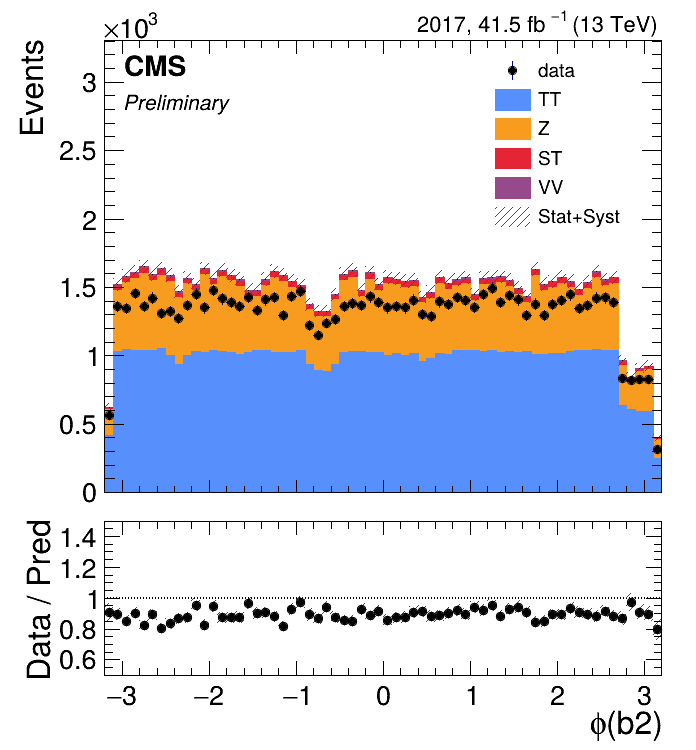 ×10³
2017, 41.5 fb⁻¹ (13 TeV)
Events
CMS
Preliminary
data
TT
Z
ST
VV
Stat+Syst
3
2.5
2
1.5
1
0.5
0
Data / Pred
1.4
1.2
1
0.8
0.6
−3 −2 −1 0 1 2 3
ϕ(b2)